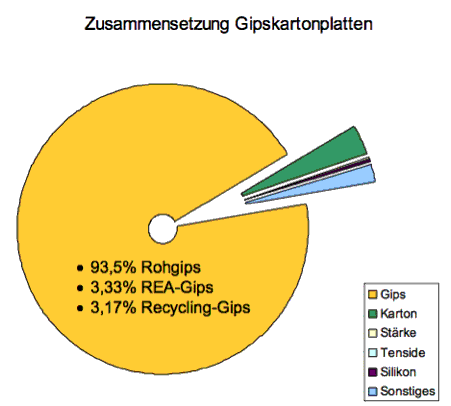 Zusammensetzung Gipskartonplatten
• 93,5% Rohgips
• 3,33% REA-Gips
• 3,17% Recycling-Gips
Gips
Karton
Stärke
Tenside
Silikon
Sonstiges